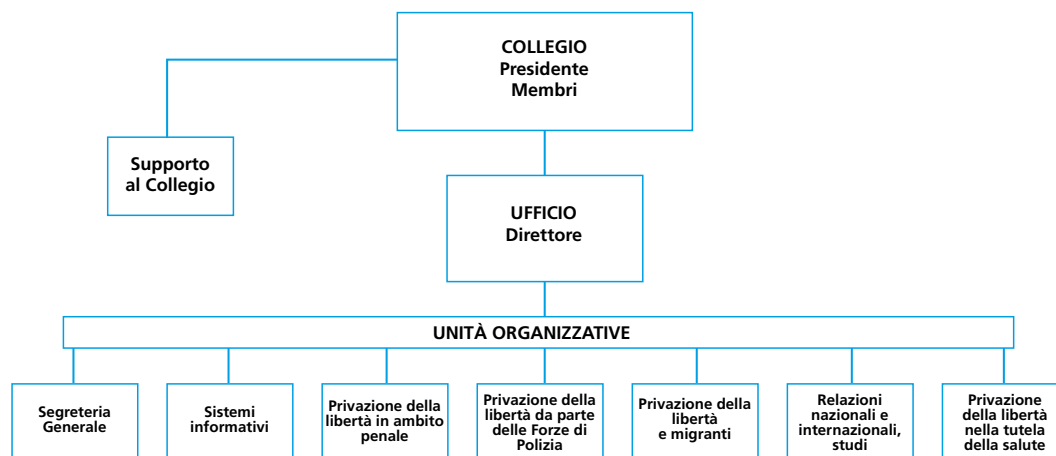 COLLEGIO
Presidente
Membri
Supporto
al Collegio
UFFICIO
Direttore
UNITÀ ORGANIZZATIVE
Segreteria
Generale
Sistemi
informativi
Privazione della
libertà in ambito
penale
Privazione della
libertà da parte
delle Forze di
Polizia
Privazione della
libertà
e migranti
Relazioni
nazionali e
internazionali,
studi
Privazione
della libertà
nella tutela
della salute